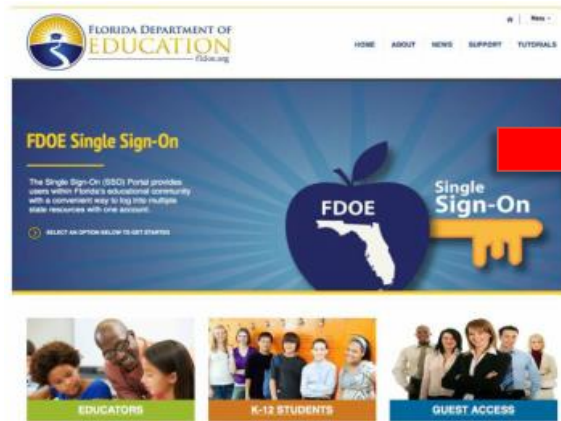 FLORIDA DEPARTMENT OF
EDUCATION
fldoe.org
HOME ABOUT NEWS SUPPORT TUTORIALS
FDOE Single Sign-On
The Single Sign-On (SSO) Portal provides
users within Florida's educational community
with a convenient way to log into multiple
state resources with one account.
SELECT AN OPTION BELOW TO GET STARTED
FDOE
Single
Sign-On
EDUCATORS
K-12 STUDENTS
GUEST ACCESS